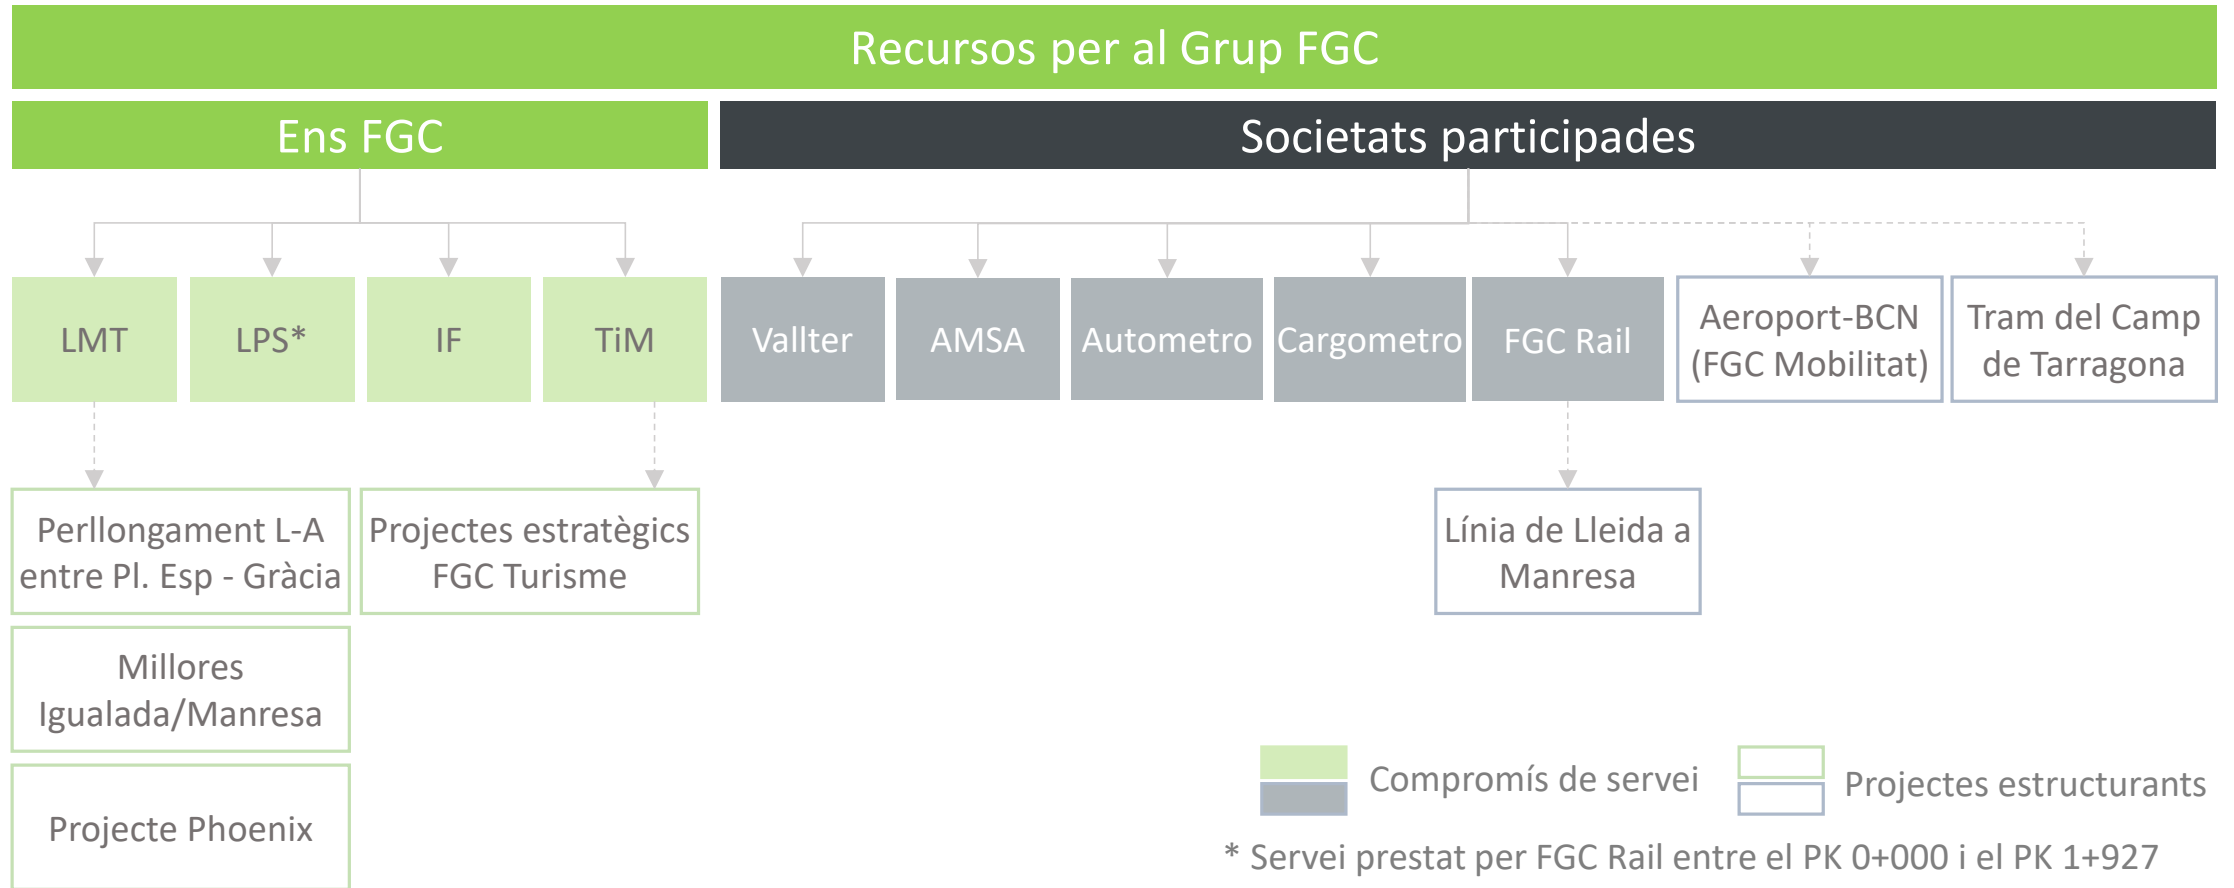 Recursos per al Grup FGC
Ens FGC
Societats participades
LMT
LPS*
IF
TiM
Vallter
AMSA
Autometro
Cargometro
FGC Rail
Aeroport-BCN
(FGC Mobilitat)
Tram del Camp
de Tarragona
Perllongament L-A
entre Pl. Esp - Gràcia
Projectes estratègics
FGC Turisme
Línia de Lleida a
Manresa
Millores
Igualada/Manresa
Projecte Phoenix
Compromís de servei
Projectes estructurants
* Servei prestat per FGC Rail entre el PK 0+000 i el PK 1+927